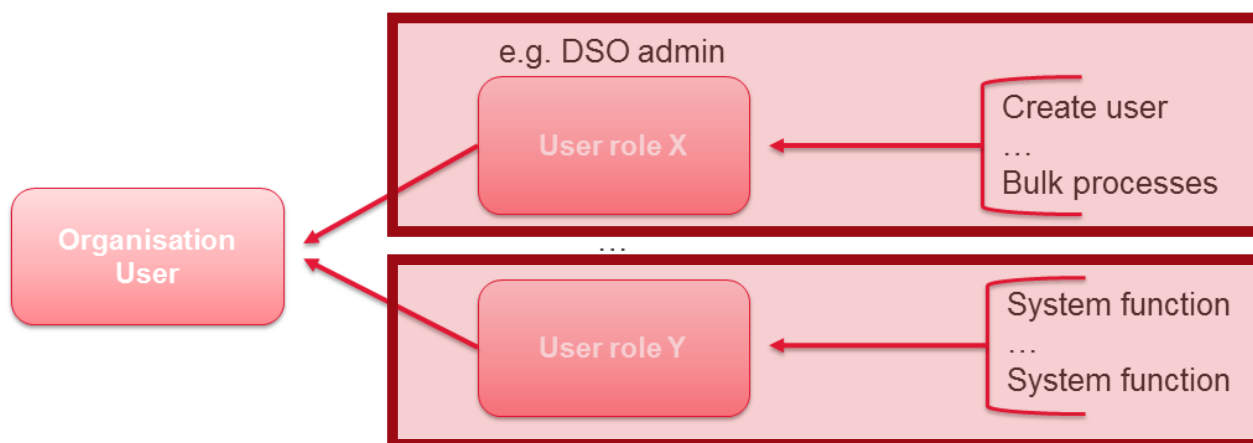 e.g. DSO admin
User role X
Create user
…
Bulk processes
Organisation
User
…
User role Y
System function
…
System function